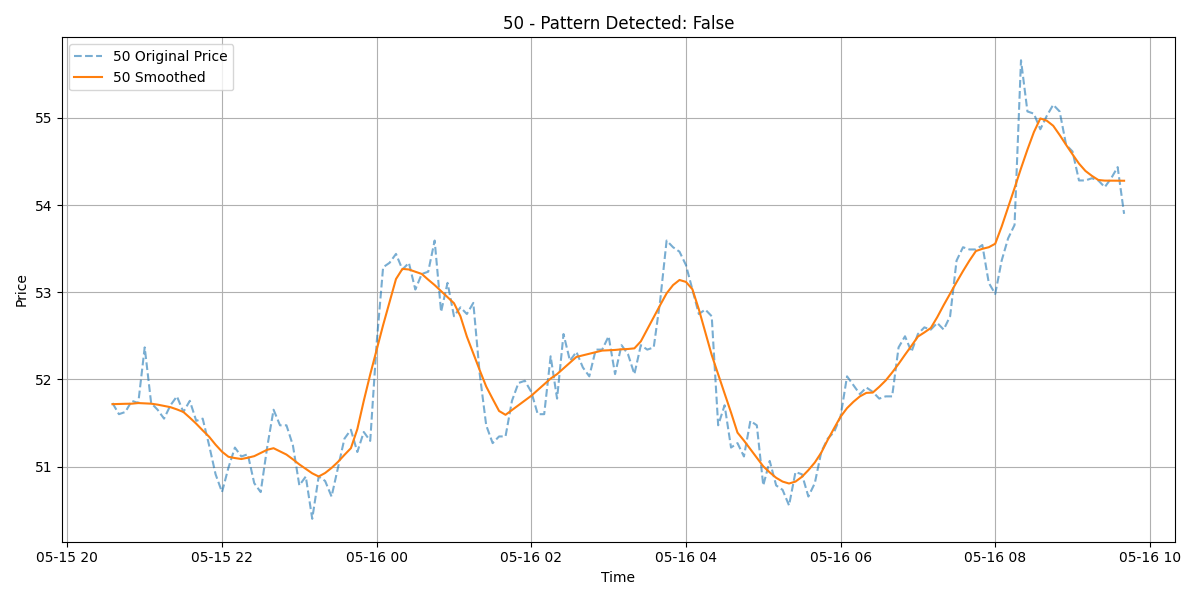 50 - Pattern Detected: False
50 Original Price
50 Smoothed
Price
55
54
53
52
51
05-15 20
05-15 22
05-16 00
05-16 02
05-16 04
05-16 06
05-16 08
05-16 10
Time